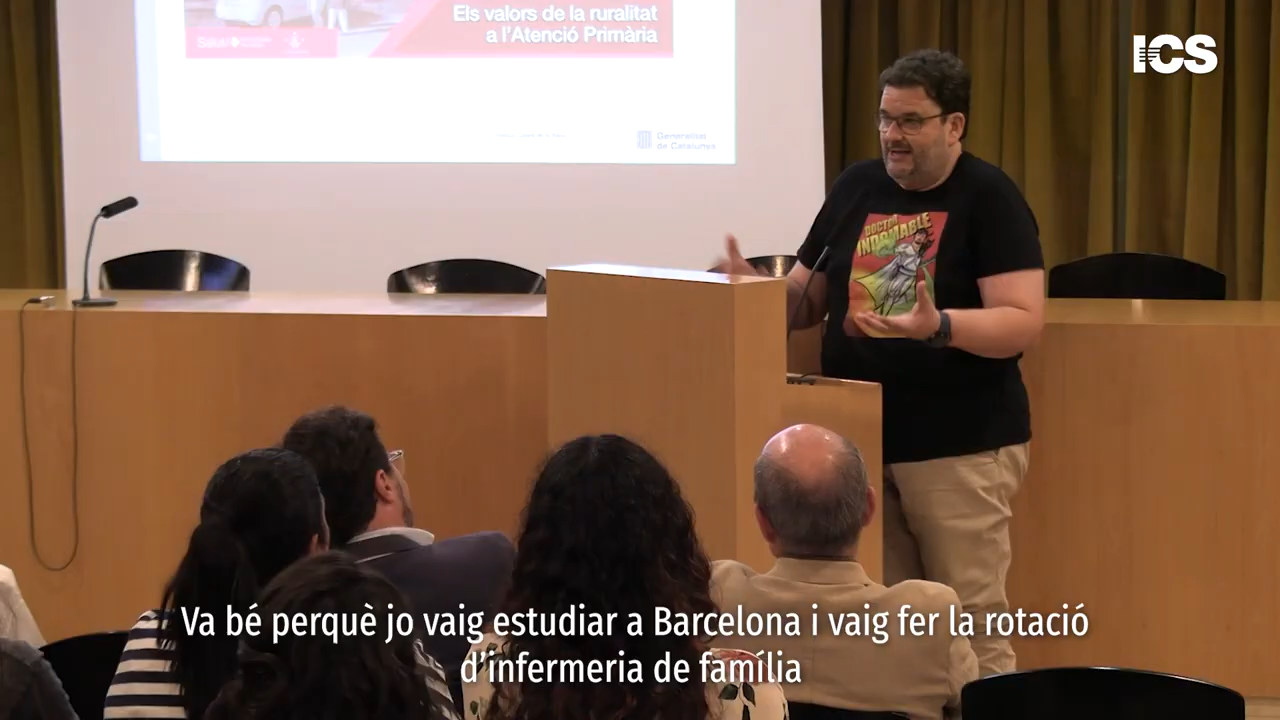 Els valors de la ruralitat
a l'Atenció Primària
ICS
Generalitat
de Catalunya
DOCTOR
INDOMABLE
Va bé perquè jo vaig estudiar a Barcelona i vaig fer la rotació
d'infermeria de família